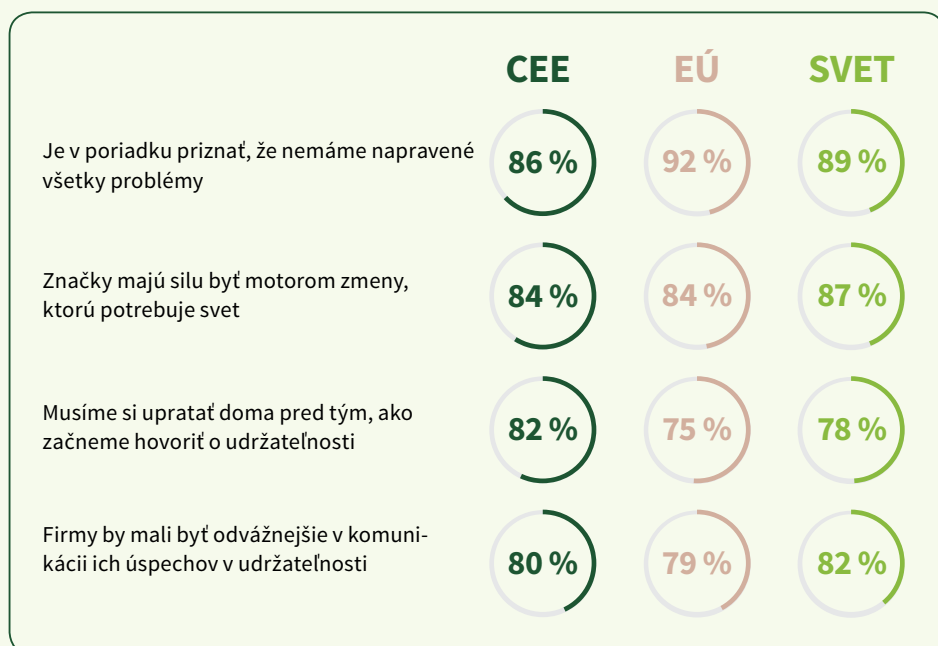 CEE EÚ SVET
Je v poriadku priznať, že nemáme napravené
všetky problémy
86 % 92 % 89 %
Značky majú silu byť motorom zmeny,
ktorú potrebuje svet
84 % 84 % 87 %
Musíme si upratať doma pred tým, ako
začneme hovoriť o udržateľnosti
82 % 75 % 78 %
Firmy by mali byť odvážnejšie v komuni-
kácii ich úspechov v udržateľnosti
80 % 79 % 82 %